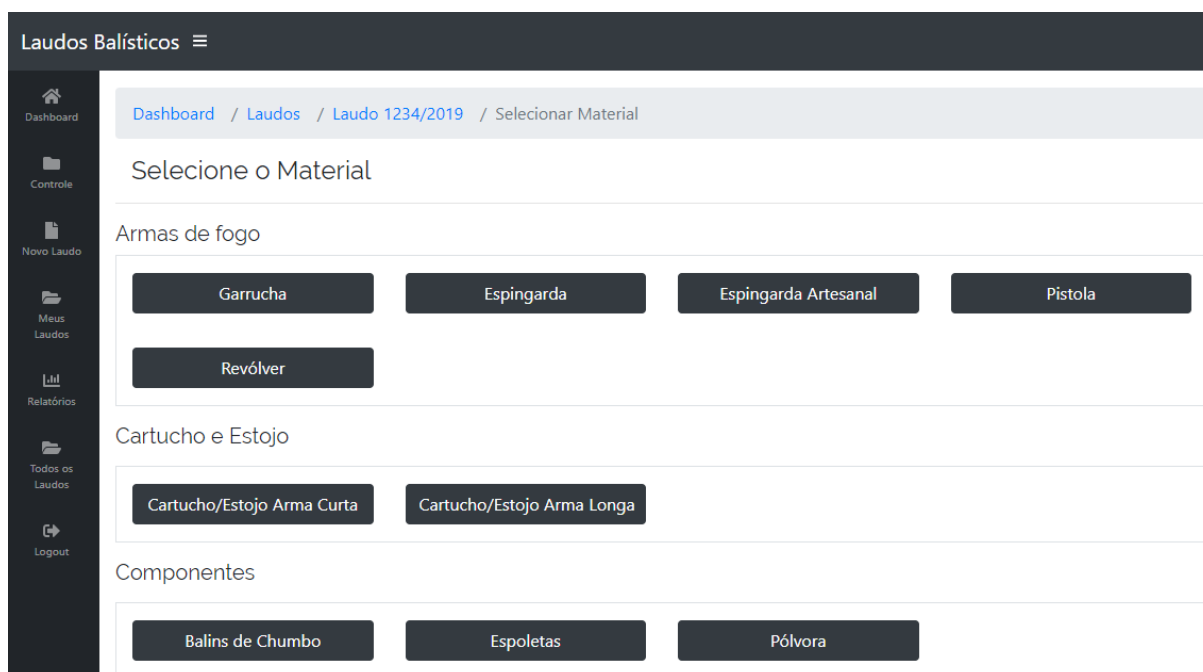 Laudos Balísticos
Dashboard
Controle
Novo Laudo
Meus
Laudos
Relatórios
Todos os
Laudos
Logout
Dashboard / Laudos / Laudo 1234/2019 / Selecionar Material
Selecione o Material
Armas de fogo
Garrucha Espingarda Espingarda Artesanal Pistola
Revólver
Cartucho e Estojo
Cartucho/Estojo Arma Curta Cartucho/Estojo Arma Longa
Componentes
Balins de Chumbo Espoletas Pólvora